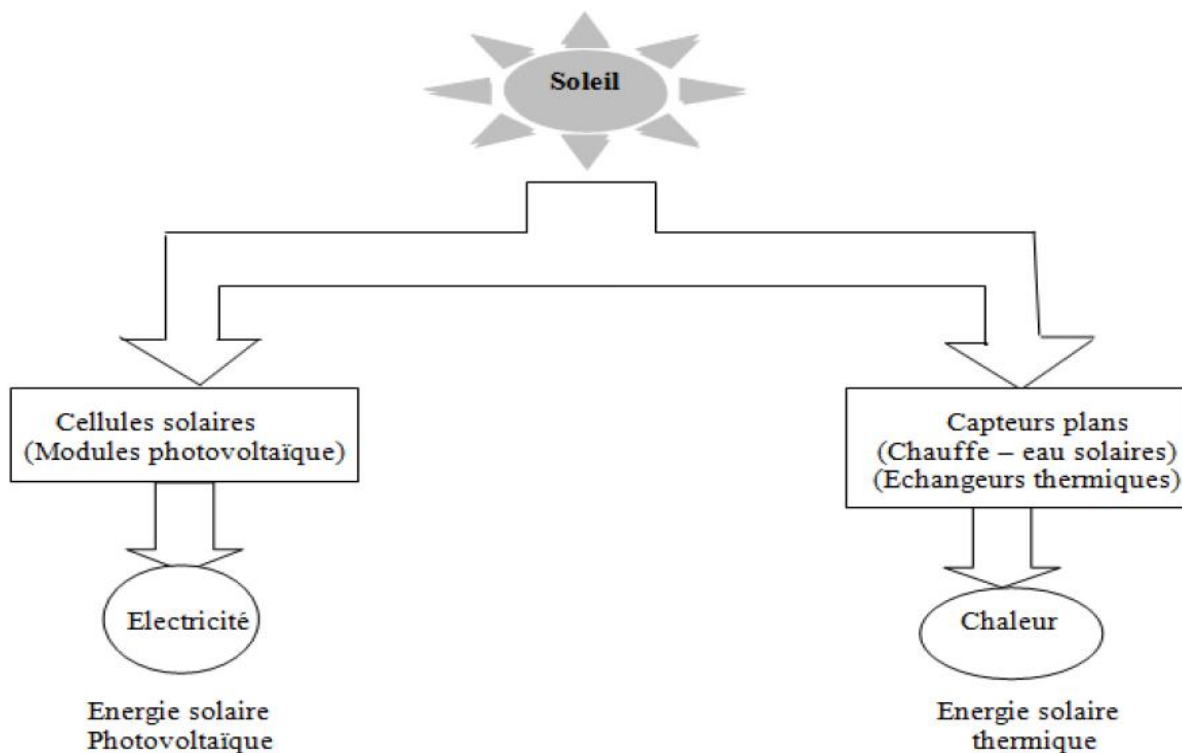 Soleil
Cellules solaires
(Modules photovoltaïque)
Electricité
Energie solaire
Photovoltaïque
Capteurs plans
(Chauffe – eau solaires)
(Echangeurs thermiques)
Chaleur
Energie solaire
thermique